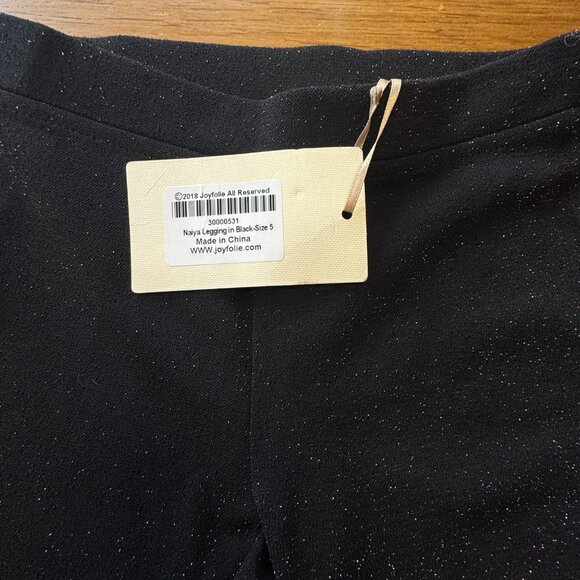 ©2018 Joyfolie All Reserved
30000531
Naiya Legging in Black-Size 5
Made in China
WWW.joyfolie.com